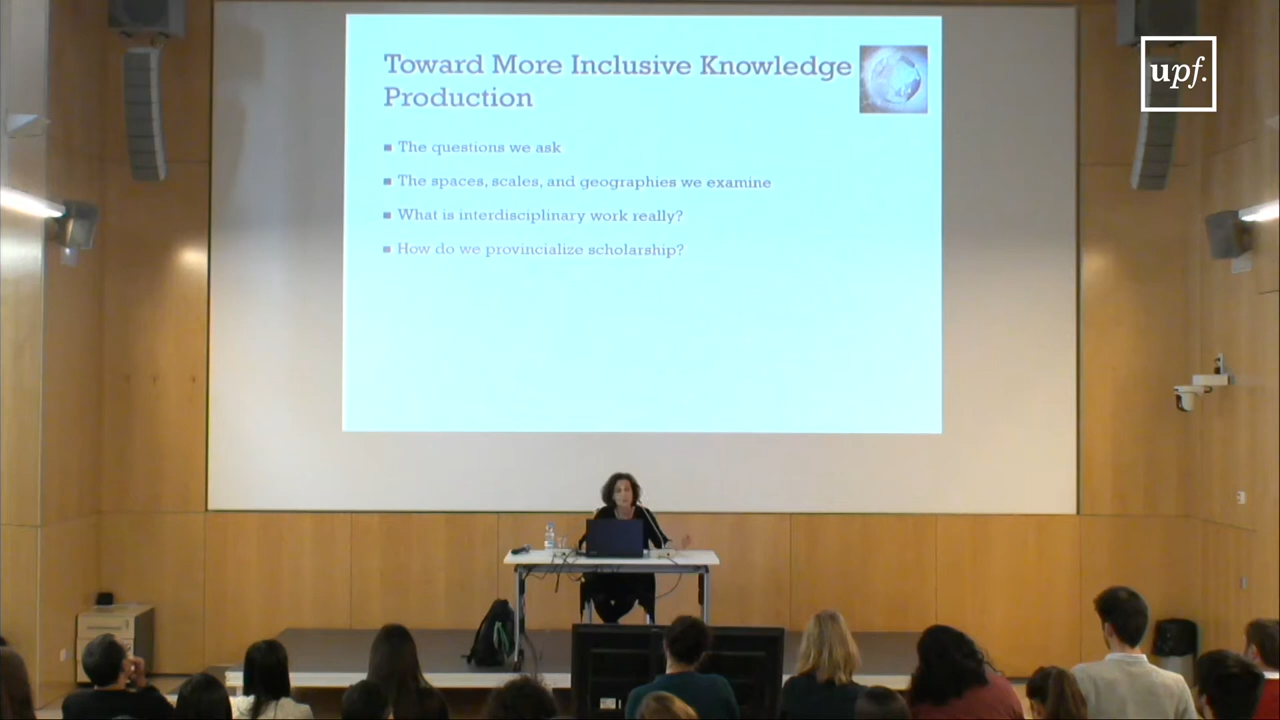 Toward More Inclusive Knowledge
Production
The questions we ask
The spaces, scales, and geographies we examine
What is interdisciplinary work really?
How do we provincialize scholarship?
upf.